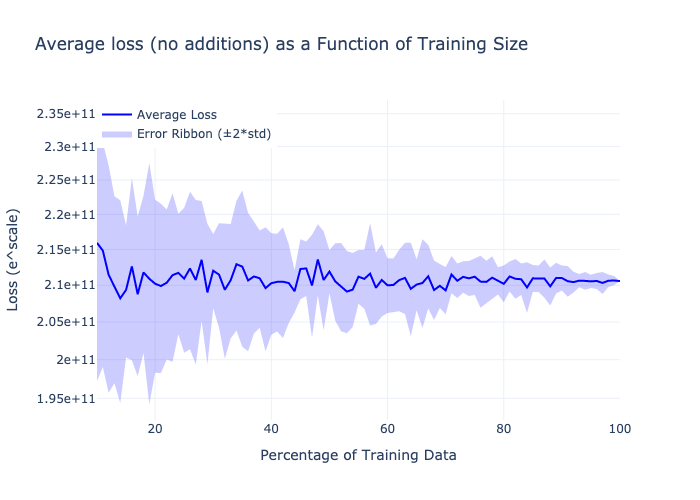 Average loss (no additions) as a Function of Training Size
Average Loss
Error Ribbon (±2*std)
2.35e+11
2.3e+11
2.25e+11
2.2e+11
2.15e+11
2.1e+11
2.05e+11
2e+11
1.95e+11
Loss (e^scale)
20 40 60 80 100
Percentage of Training Data